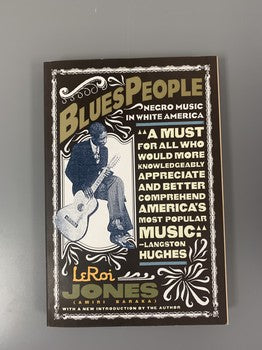 BLUES PEOPLE
NEGRO MUSIC
IN WHITE AMERICA
"A MUST
FOR ALL WHO
WOULD MORE
KNOWLEDGEABLY
APPRECIATE
AND BETTER
COMPREHEND
AMERICA'S
MOST POPULAR
MUSIC."
–LANGSTON
HUGHES
LeRoi
JONES
(AMIRI BARAKA)
WITH A NEW INTRODUCTION BY THE AUTHOR